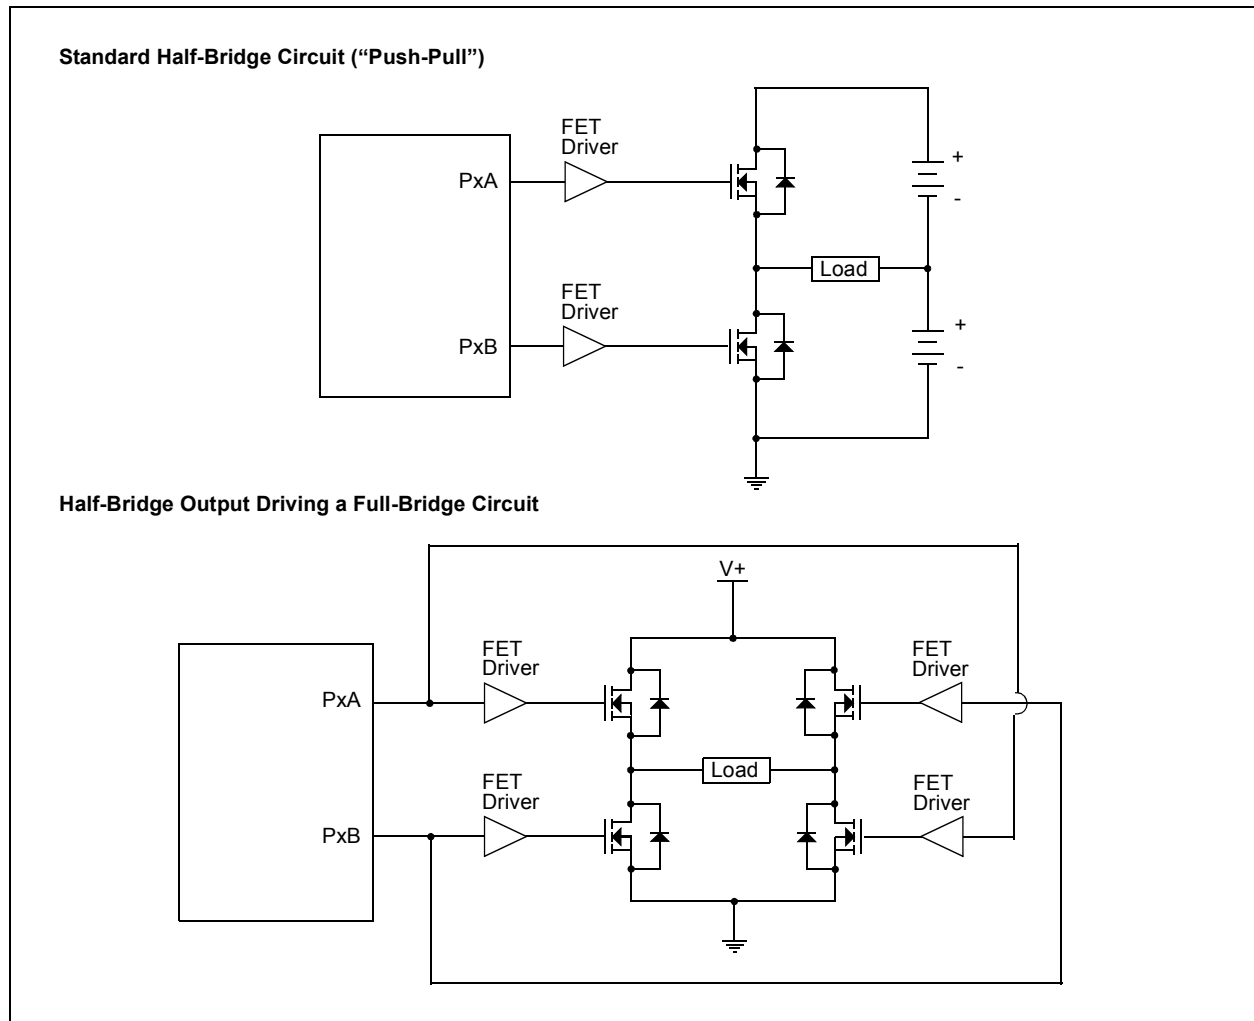 Standard Half-Bridge Circuit (“Push-Pull”)
FET
Driver
PxA
+
-
Load
FET
Driver
PxB
+
-
Half-Bridge Output Driving a Full-Bridge Circuit
V+
FET
Driver
FET
Driver
PxA
Load
FET
Driver
FET
Driver
PxB